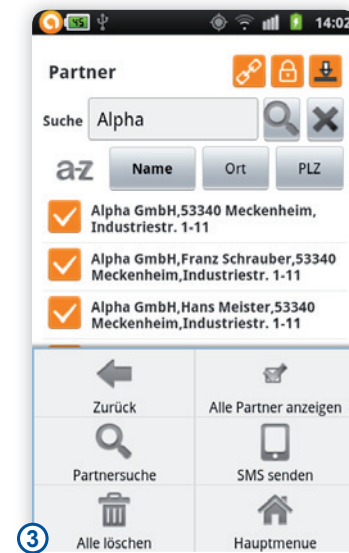 45 14:02
Partner
Suche Alpha
a-z Name Ort PLZ
Alpha GmbH,53340 Meckenheim,
Industriestr. 1-11
Alpha GmbH,Franz Schrauber,53340
Meckenheim,Industriestr. 1-11
Alpha GmbH,Hans Meister,53340
Meckenheim,Industriestr. 1-11
Zurück Alle Partner anzeigen
Partnersuche SMS senden
Alle löschen Hauptmenue
3